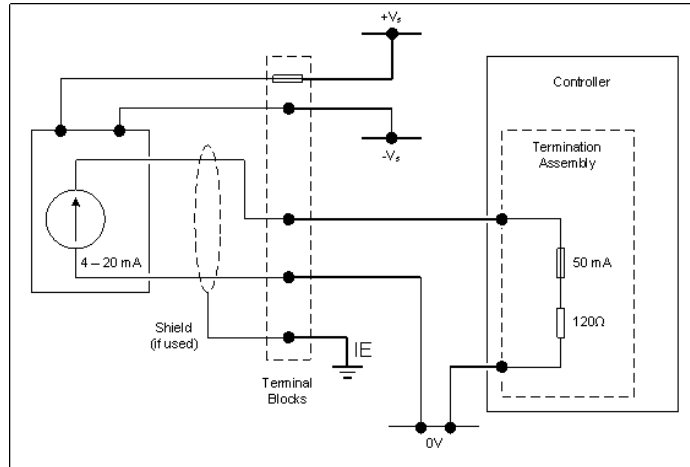 +Vs
Controller
-Vs
Termination
Assembly
4 – 20 mA
50 mA
120Ω
Shield
(if used)
IE
Terminal
Blocks
0V